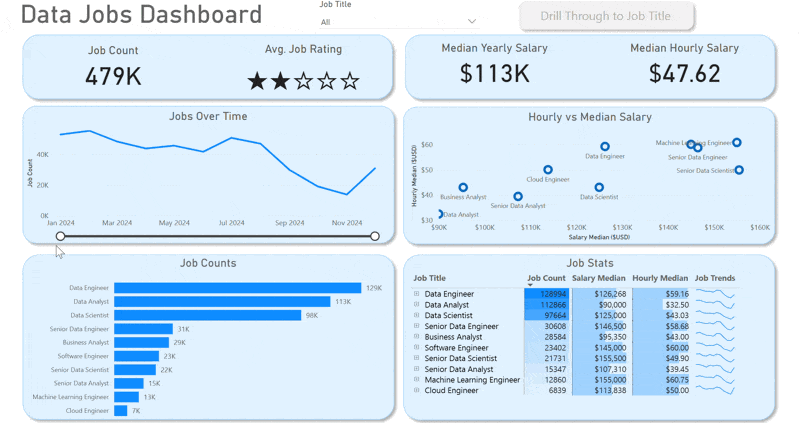 Data Jobs Dashboard
Job Title
All
Drill Through to Job Title
Job Count
479K
Avg. Job Rating
★★☆☆☆
Median Yearly Salary
$113K
Median Hourly Salary
$47.62
Jobs Over Time
Job Count
40K
20K
0K
Jan 2024 Mar 2024 May 2024 Jul 2024 Sep 2024 Nov 2024
Hourly vs Median Salary
Hourly Median ($USD)
$60
$50
$40
$30
Machine Learning Engineer
Data Engineer
Senior Data Engineer
Cloud Engineer
Senior Data Scientist
Business Analyst
Senior Data Analyst
Data Scientist
Data Analyst
$90K $100K $110K $120K $130K $140K $150K $160K
Salary Median ($USD)
Job Counts
Data Engineer 129K
Data Analyst 113K
Data Scientist 98K
Senior Data Engineer 31K
Business Analyst 29K
Software Engineer 23K
Senior Data Scientist 22K
Senior Data Analyst 15K
Machine Learning Engineer 13K
Cloud Engineer 7K
Job Stats
Job Title Job Count Salary Median Hourly Median Job Trends
Data Engineer 128994 $126,268 $59.16
Data Analyst 112866 $90,000 $32.50
Data Scientist 97664 $125,000 $43.03
Senior Data Engineer 30608 $146,500 $58.68
Business Analyst 28584 $95,350 $43.00
Software Engineer 23402 $145,000 $60.00
Senior Data Scientist 21731 $155,500 $49.90
Senior Data Analyst 15347 $107,310 $39.45
Machine Learning Engineer 12860 $155,000 $60.75
Cloud Engineer 6839 $113,838 $50.00